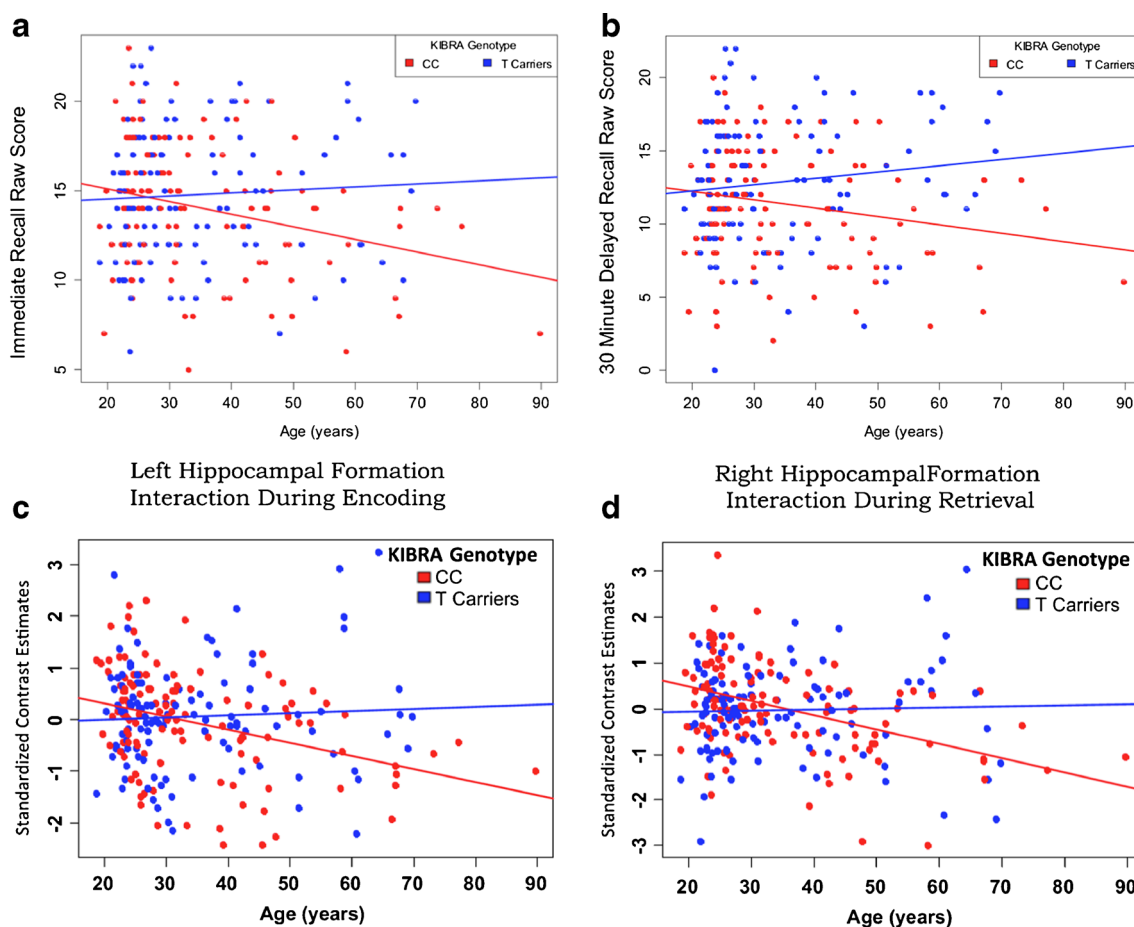 a
KIBRA Genotype
CC T Carriers
Immediate Recall Raw Score
20
15
10
5
20 30 40 50 60 70 80 90
Age (years)
b
KIBRA Genotype
CC T Carriers
30 Minute Delayed Recall Raw Score
20
15
10
5
0
20 30 40 50 60 70 80 90
Age (years)
Left Hippocampal Formation
Interaction During Encoding
c
KIBRA Genotype
CC
T Carriers
Standardized Contrast Estimates
3
2
1
0
-1
-2
20 30 40 50 60 70 80 90
Age (years)
Right HippocampalFormation
Interaction During Retrieval
d
KIBRA Genotype
CC
T Carriers
Standardized Contrast Estimates
3
2
1
0
-1
-2
-3
20 30 40 50 60 70 80 90
Age (years)